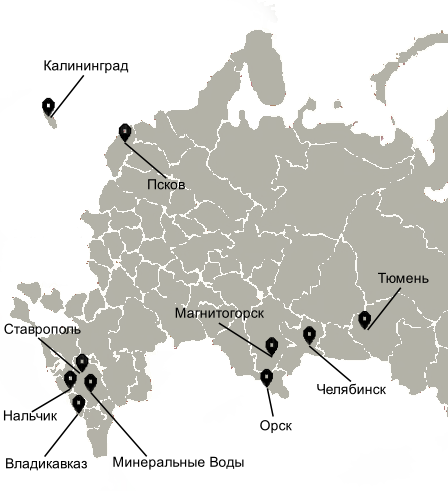 Калининград
Псков
Тюмень
Магнитогорск
Ставрополь
Челябинск
Нальчик
Орск
Владикавказ
Минеральные Воды